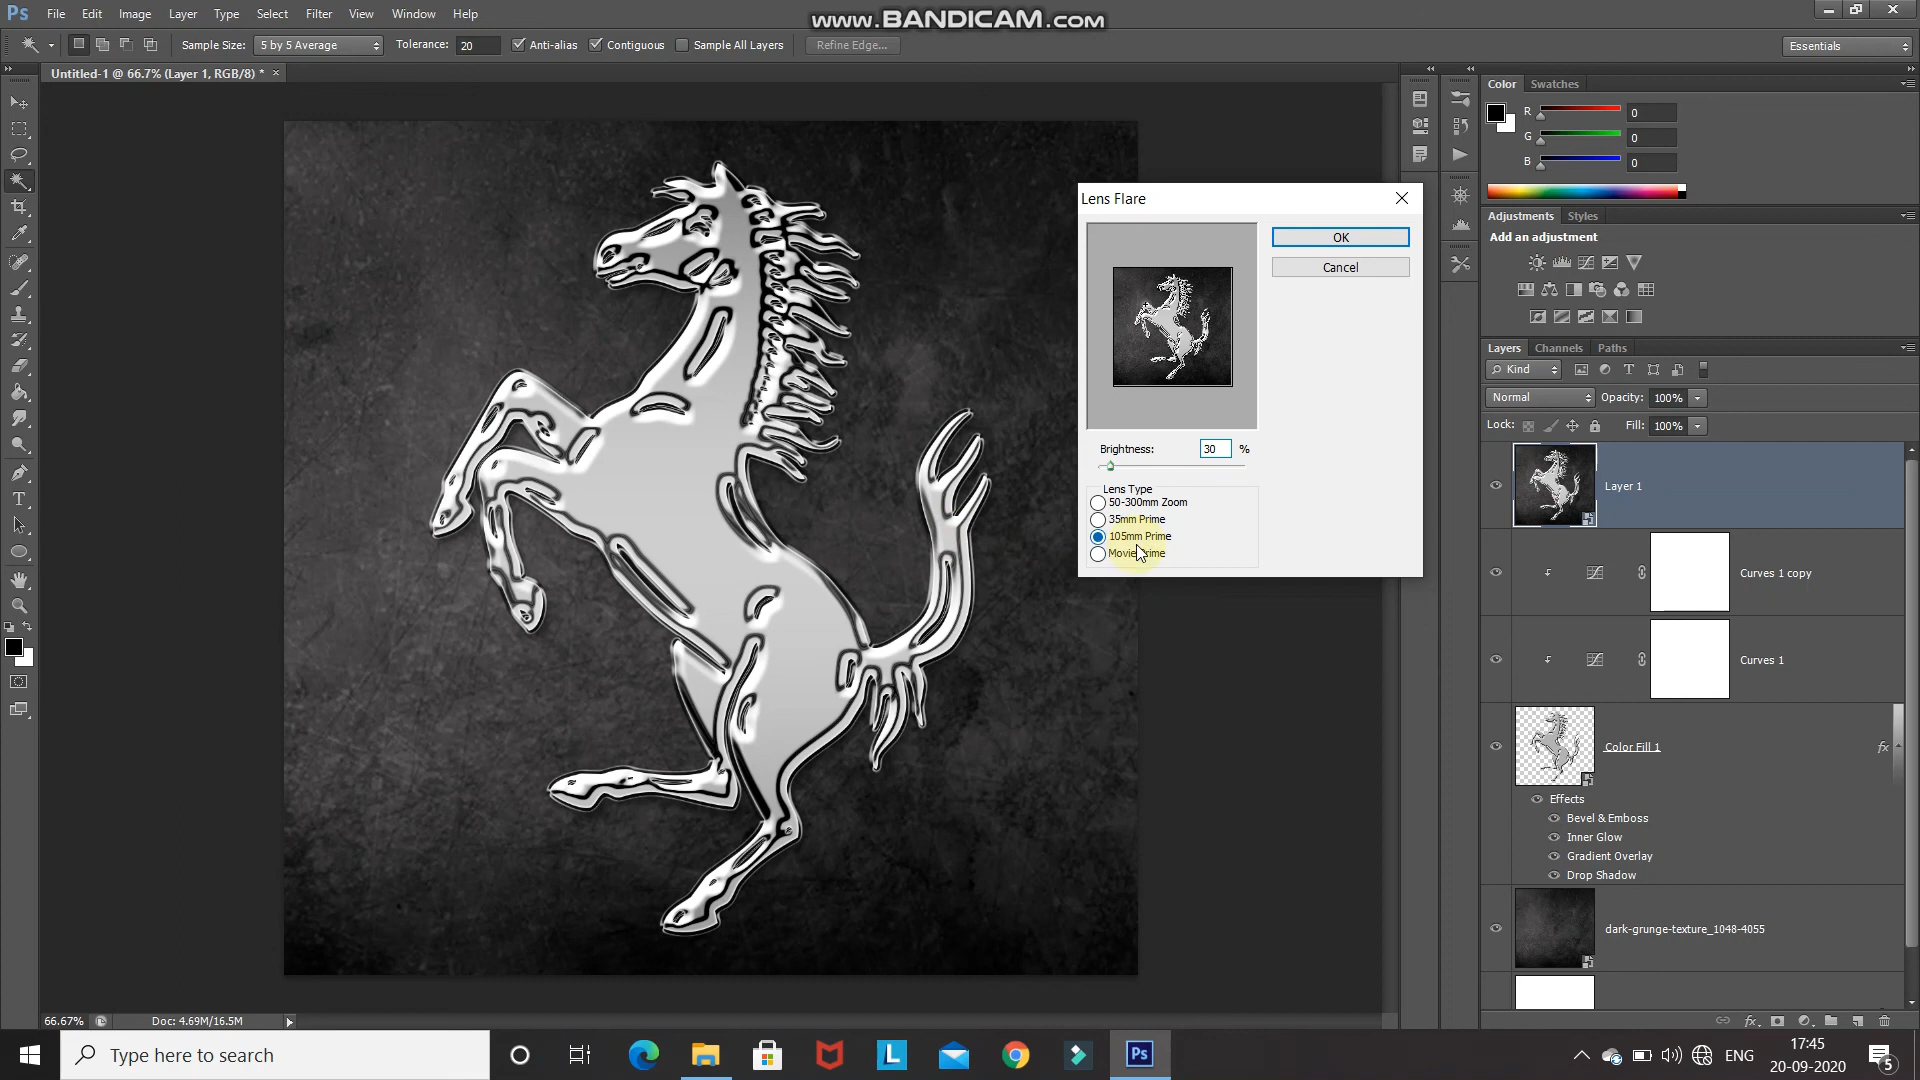 www.BANDICAM.com
Ps File Edit Image Layer Type Select Filter View Window Help
Sample Size: 5 by 5 Average Tolerance: 20 Anti-alias Contiguous Sample All Layers Refine Edge... Essentials
Untitled-1 @ 66.7% (Layer 1, RGB/8) * ×
Color Swatches
R 0
G 0
B 0
Lens Flare
OK
Cancel
Brightness: 30 %
Lens Type
50-300mm Zoom
35mm Prime
105mm Prime
Movie Prime
Adjustments Styles
Add an adjustment
Layers Channels Paths
Kind
Normal Opacity: 100%
Lock: Fill: 100%
Layer 1
Curves 1 copy
Curves 1
Color Fill 1 fx
Effects
Bevel & Emboss
Inner Glow
Gradient Overlay
Drop Shadow
dark-grunge-texture_1048-4055
66.67% Doc: 4.69M/16.5M
fx
Type here to search
L
Ps
ENG
17:45
20-09-2020
5